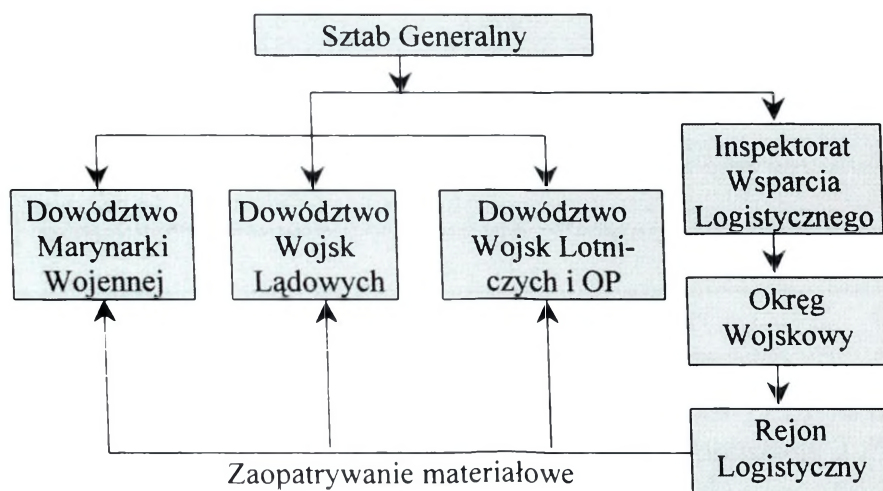 Sztab Generalny
Inspektorat
Wsparcia
Logistycznego
Dowództwo
Marynarki
Wojennej
Dowództwo
Wojsk
Lądowych
Dowództwo
Wojsk Lotni-
czych i OP
Okręg
Wojskowy
Rejon
Logistyczny
Zaopatrywanie materiałowe